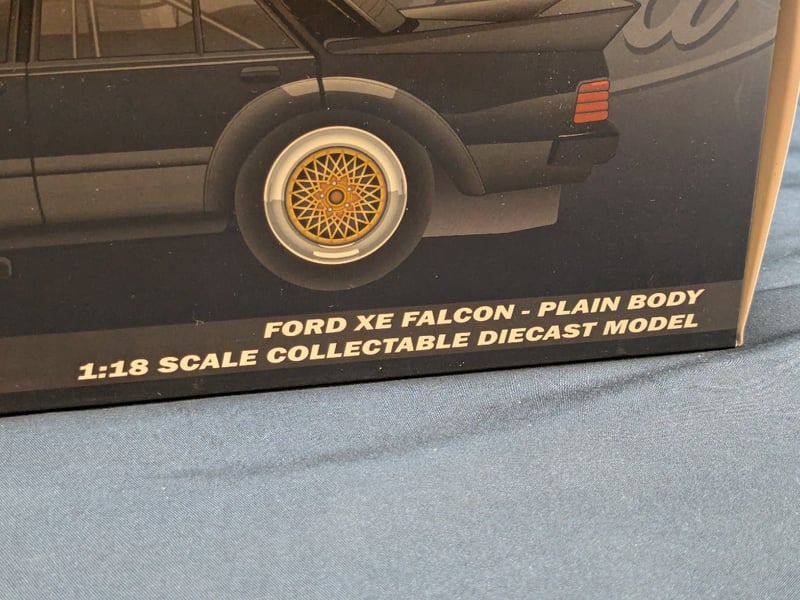 FORD XE FALCON - PLAIN BODY
1:18 SCALE COLLECTABLE DIECAST MODEL